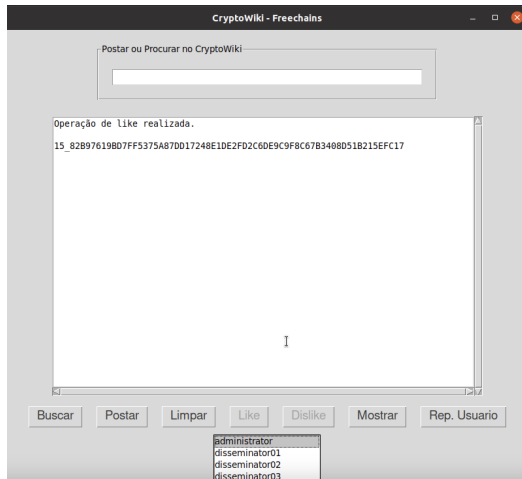 CryptoWiki - Freechains
Postar ou Procurar no CryptoWiki
Operação de like realizada.
15_82B97619BD7FF5375A87DD17248E1DE2FD2C6DE9C9F8C67B3408D51B215EFC17
Buscar Postar Limpar Like Dislike Mostrar Rep. Usuario
administrator
disseminator01
disseminator02
disseminator03